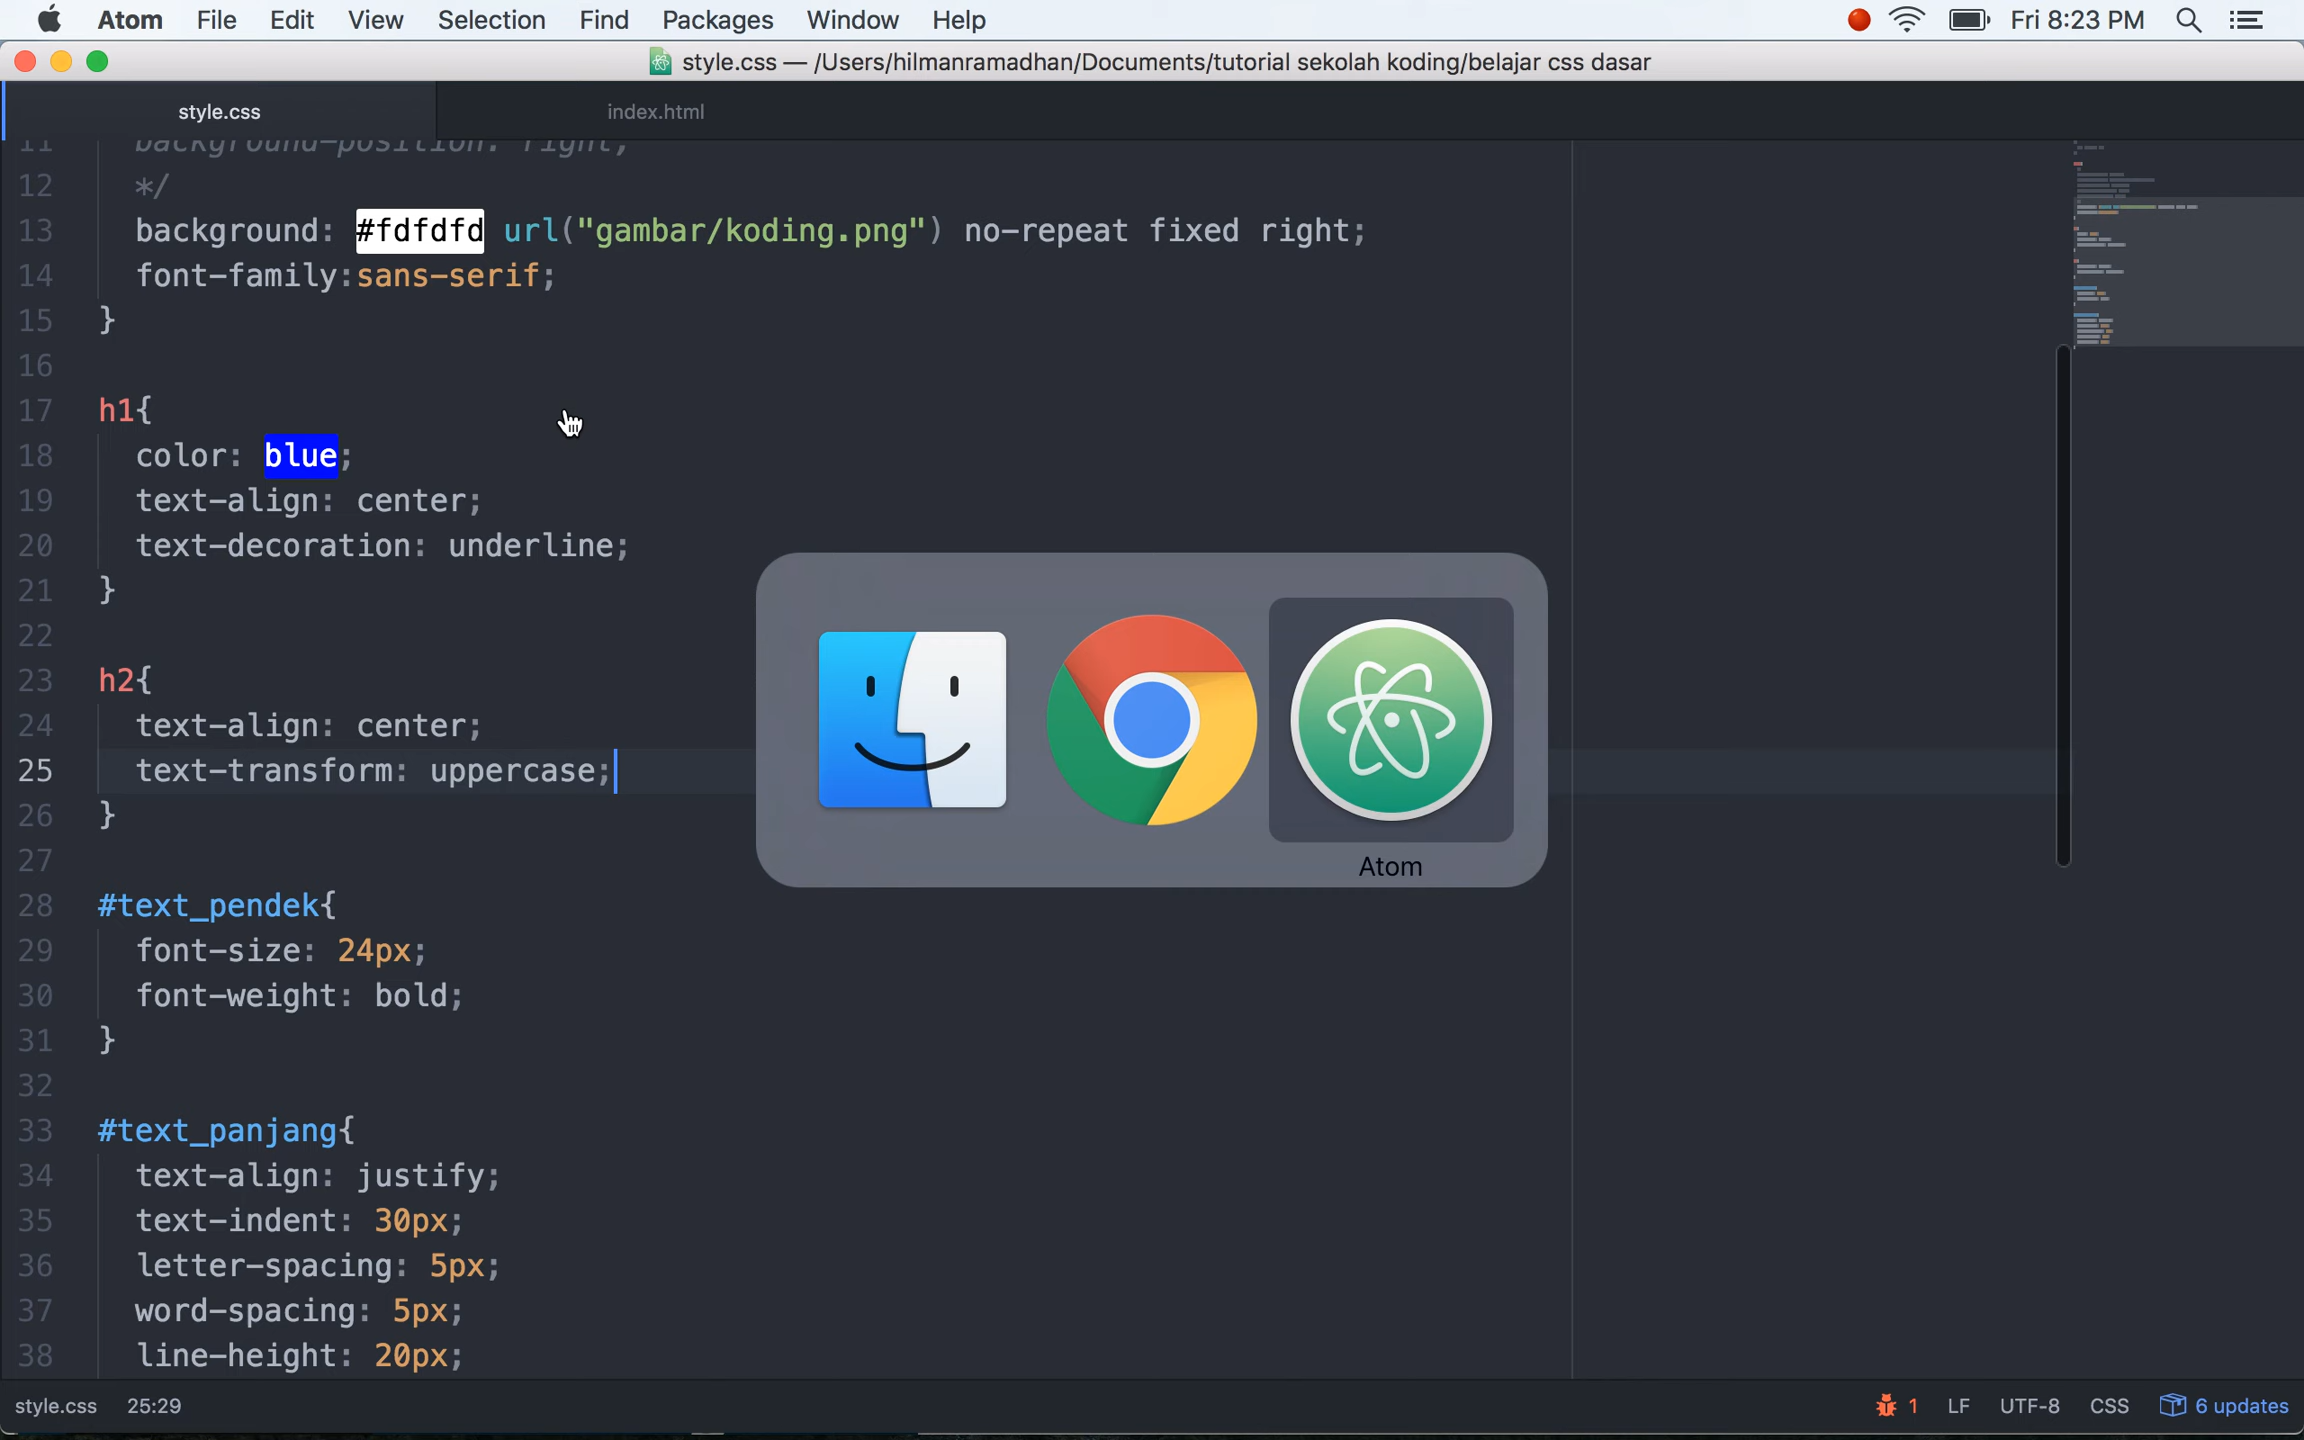 Atom File Edit View Selection Find Packages Window Help Fri 8:23 PM
style.css — /Users/hilmanramadhan/Documents/tutorial sekolah koding/belajar css dasar
style.css index.html
11 background-position: right;
12 */
13 background: #fdfdfd url("gambar/koding.png") no-repeat fixed right;
14 font-family:sans-serif;
15 }
16
17 h1{
18 color: blue;
19 text-align: center;
20 text-decoration: underline;
21 }
22
23 h2{
24 text-align: center;
25 text-transform: uppercase;
26 }
27
Atom
28 #text_pendek{
29 font-size: 24px;
30 font-weight: bold;
31 }
32
33 #text_panjang{
34 text-align: justify;
35 text-indent: 30px;
36 letter-spacing: 5px;
37 word-spacing: 5px;
38 line-height: 20px;
style.css 25:29 1 LF UTF-8 CSS 6 updates